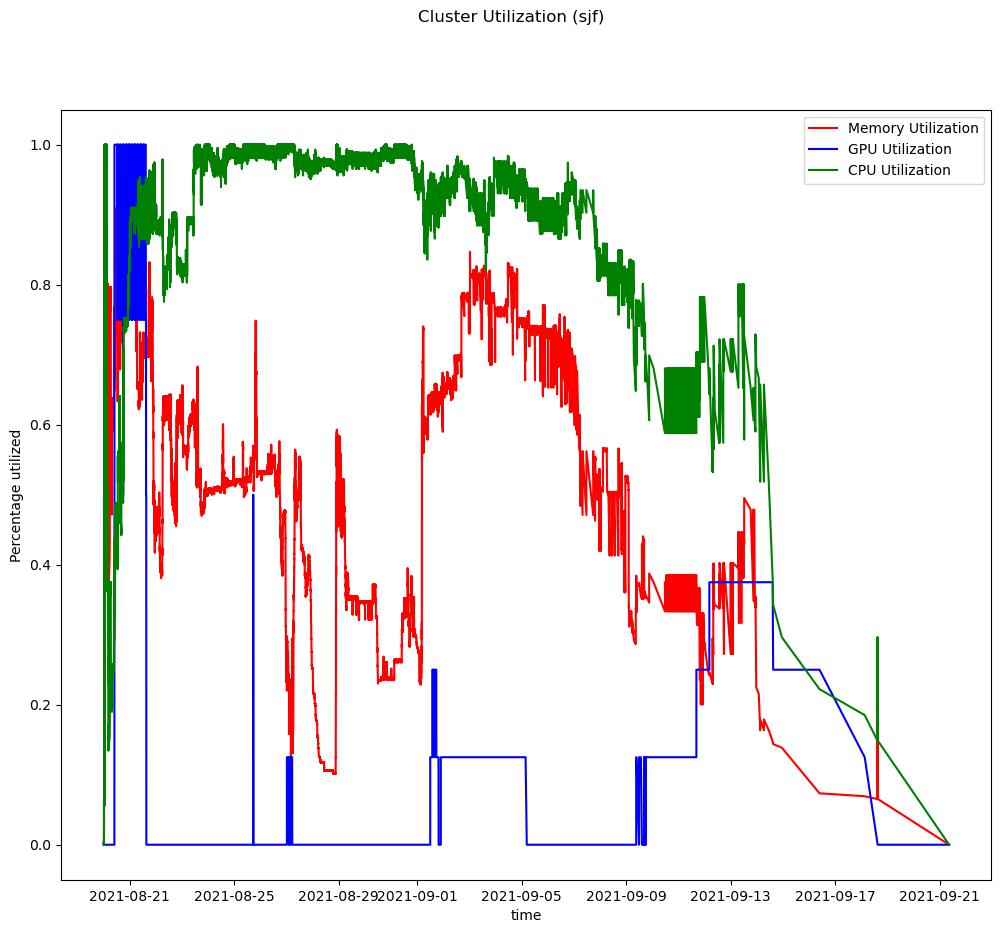 Cluster Utilization (sjf)
Memory Utilization
GPU Utilization
CPU Utilization
Percentage utilized
1.0
0.8
0.6
0.4
0.2
0.0
2021-08-21 2021-08-25 2021-08-29 2021-09-01 2021-09-05 2021-09-09 2021-09-13 2021-09-17 2021-09-21
time